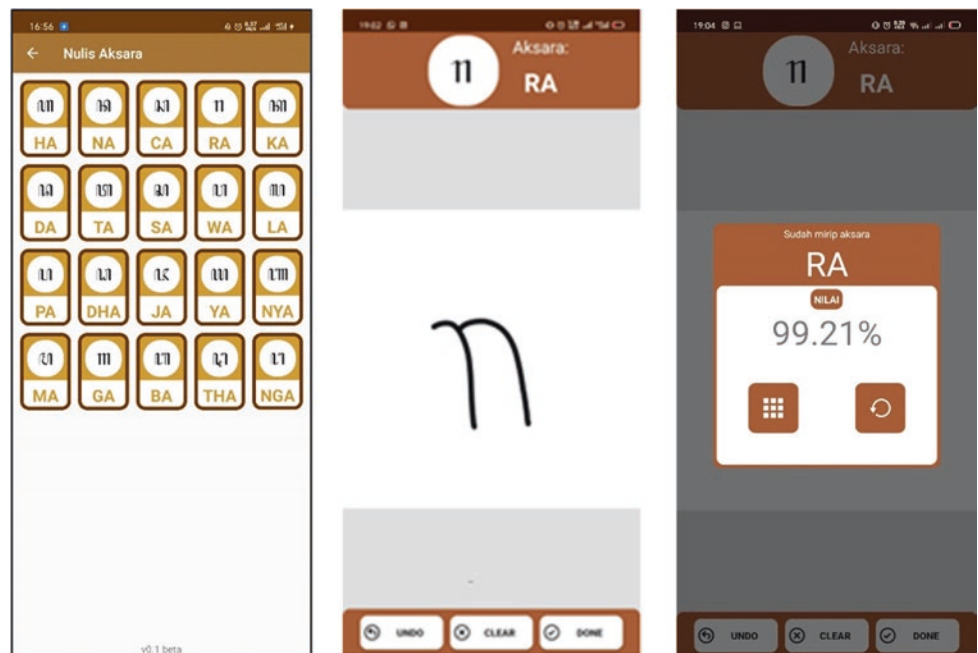 16:56
Nulis Aksara
ꦲ ꦤ ꦕ ꦫ ꦏ
HA NA CA RA KA
ꦢ ꦠ ꦱ ꦮ ꦭ
DA TA SA WA LA
ꦥ ꦝ ꦗ ꦪ ꦚ
PA DHA JA YA NYA
ꦩ ꦒ ꦧ ꦛ ꦔ
MA GA BA THA NGA
v0.1 beta
19:02
Aksara:
ꦫ RA
ꦫ
UNDO CLEAR DONE
19:04
Aksara:
ꦫ RA
Sudah mirip aksara
RA
NILAI
99.21%
UNDO CLEAR DONE